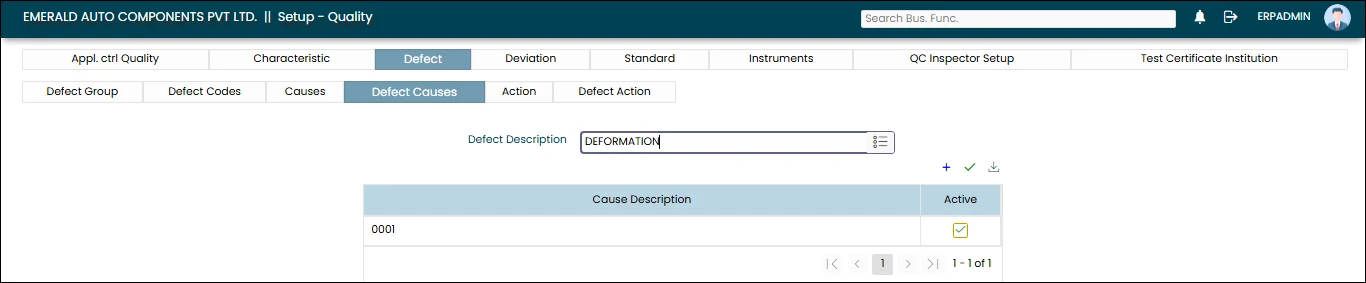 EMERALD AUTO COMPONENTS PVT LTD. || Setup - Quality
Search Bus. Func.
ERPADMIN
Appl. ctrl Quality Characteristic Defect Deviation Standard Instruments QC Inspector Setup Test Certificate Institution
Defect Group Defect Codes Causes Defect Causes Action Defect Action
Defect Description DEFORMATION
Cause Description Active
0001
1 1 - 1 of 1